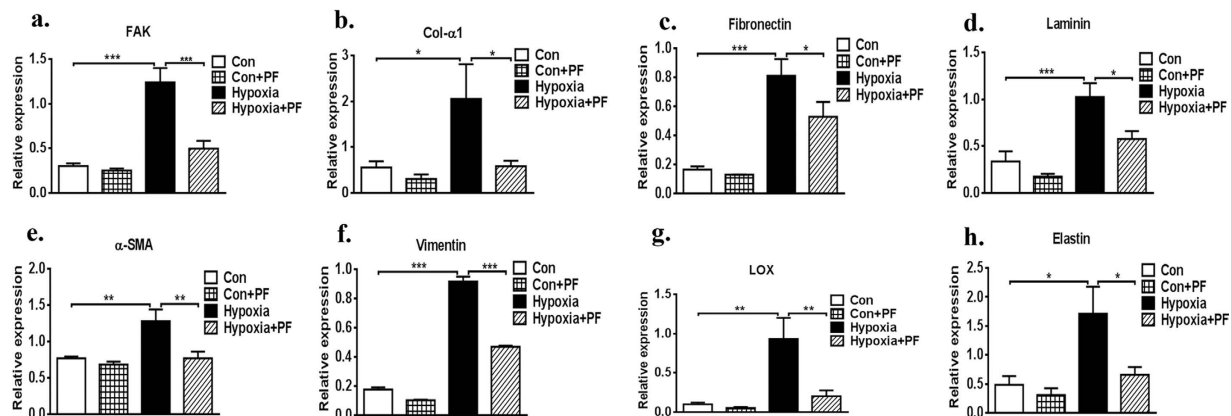 a.
FAK
Relative expression
1.5
1.0
0.5
0.0
***
***
Con
Con+PF
Hypoxia
Hypoxia+PF
b.
Col-α1
Relative expression
3
2
1
0
*
*
Con
Con+PF
Hypoxia
Hypoxia+PF
c.
Fibronectin
Relative expression
1.0
0.8
0.6
0.4
0.2
0.0
***
*
Con
Con+PF
Hypoxia
Hypoxia+PF
d.
Laminin
Relative expression
1.5
1.0
0.5
0.0
***
*
Con
Con+PF
Hypoxia
Hypoxia+PF
e.
α-SMA
Relative expression
2.0
1.5
1.0
0.5
0.0
**
**
Con
Con+PF
Hypoxia
Hypoxia+PF
f.
Vimentin
Relative expression
1.0
0.8
0.6
0.4
0.2
0.0
***
***
Con
Con+PF
Hypoxia
Hypoxia+PF
g.
LOX
Relative expression
1.5
1.0
0.5
0.0
**
**
Con
Con+PF
Hypoxia
Hypoxia+PF
h.
Elastin
Relative expression
2.5
2.0
1.5
1.0
0.5
0.0
*
*
Con
Con+PF
Hypoxia
Hypoxia+PF